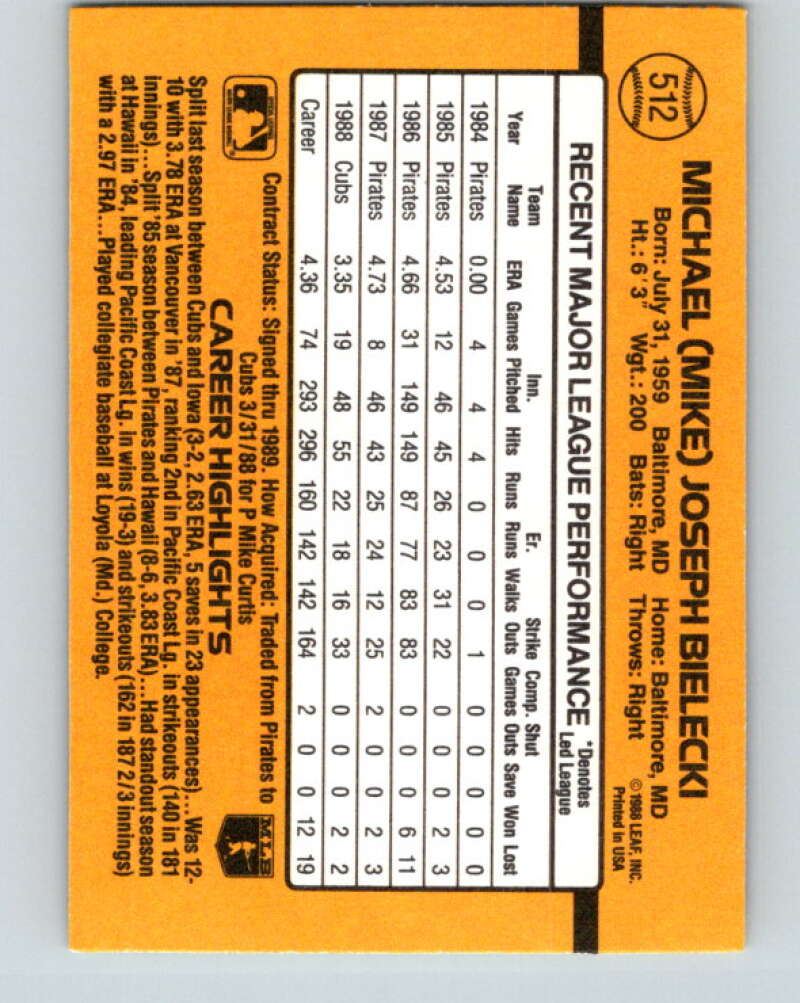 512
MICHAEL (MIKE) JOSEPH BIELECKI
Born: July 31, 1959 Baltimore, MD Home: Baltimore, MD
Ht.: 6'3" Wgt.: 200 Bats: Right Throws: Right
© 1988 LEAF, INC.
Printed in USA
RECENT MAJOR LEAGUE PERFORMANCE *Denotes
Led League
Team Inn. Er. Strike Comp. Shut
Year Name ERA Games Pitched Hits Runs Runs Walks Outs Games Outs Save Won Lost
1984 Pirates 0.00 4 4 4 0 0 0 1 0 0 0 0 0
1985 Pirates 4.53 12 46 45 26 23 31 22 0 0 0 2 3
1986 Pirates 4.66 31 149 149 87 77 83 83 0 0 0 6 11
1987 Pirates 4.73 8 46 43 25 24 12 25 2 0 0 2 3
1988 Cubs 3.35 19 48 55 22 18 16 33 0 0 0 2 2
Career 4.36 74 293 296 160 142 142 164 2 0 0 12 19
Contract Status: Signed thru 1989. How Acquired: Traded from Pirates to
Cubs 3/31/88 for P Mike Curtis
MLB
CAREER HIGHLIGHTS
Split last season between Cubs and Iowa (3-2, 2.63 ERA, 5 saves in 23 appearances)...Was 12-
10 with 3.78 ERA at Vancouver in '87, ranking 2nd in Pacific Coast Lg. in strikeouts (140 in 181
innings)...Split '85 season between Pirates and Hawaii (8-6, 3.83 ERA)...Had standout season
at Hawaii in '84, leading Pacific Coast Lg. in wins (19-3) and strikeouts (162 in 187 2/3 innings)
with a 2.97 ERA...Played collegiate baseball at Loyola (Md.) College.